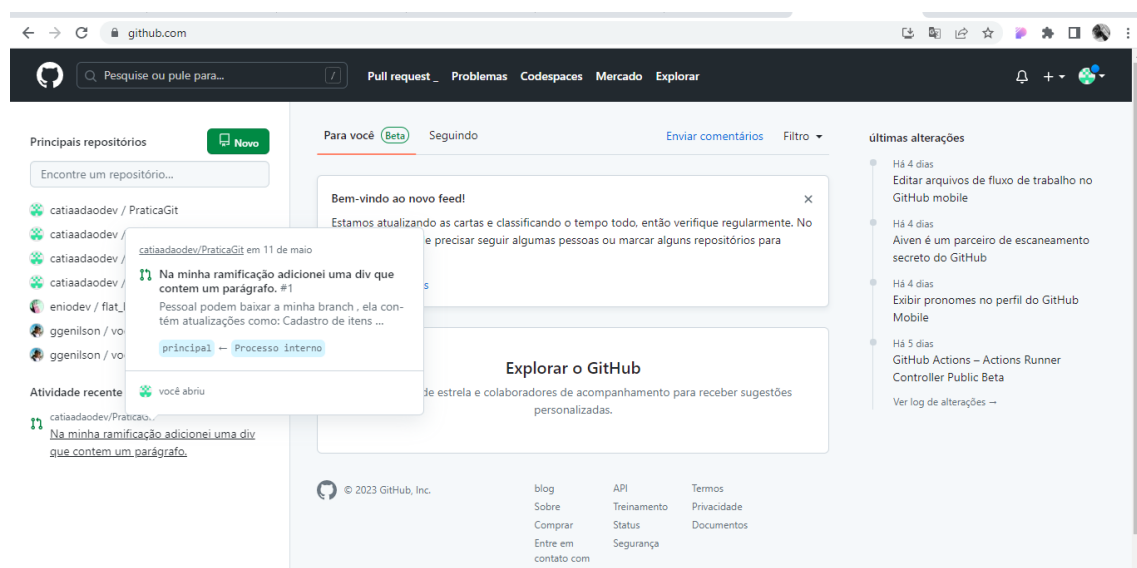 github.com
Pesquise ou pule para...
/
Pull request _ Problemas Codespaces Mercado Explorar
Principais repositórios
Novo
Encontre um repositório...
catiaadaodev / PraticaGit
catiaadaodev /
catiaadaodev /
catiaadaodev /
eniodev / flat_
ggenilson / vo
ggenilson / vo
Atividade recente
catiaadaodev/PraticaGit
Na minha ramificação adicionei uma div
que contem um parágrafo.
catiaadaodev/PraticaGit em 11 de maio
Na minha ramificação adicionei uma div que
contem um parágrafo. #1
Pessoal podem baixar a minha branch , ela con-
tém atualizações como: Cadastro de itens ...
principal ← Processo interno
você abriu
Para você Beta Seguindo
Enviar comentários Filtro
Bem-vindo ao novo feed!
Estamos atualizando as cartas e classificando o tempo todo, então verifique regularmente. No
e precisar seguir algumas pessoas ou marcar alguns repositórios para
s
Explorar o GitHub
de estrela e colaboradores de acompanhamento para receber sugestões
personalizadas.
últimas alterações
Há 4 dias
Editar arquivos de fluxo de trabalho no
GitHub mobile
Há 4 dias
Aiven é um parceiro de escaneamento
secreto do GitHub
Há 4 dias
Exibir pronomes no perfil do GitHub
Mobile
Há 5 dias
GitHub Actions – Actions Runner
Controller Public Beta
Ver log de alterações →
© 2023 GitHub, Inc.
blog
Sobre
Comprar
Entre em
contato com
API
Treinamento
Status
Segurança
Termos
Privacidade
Documentos